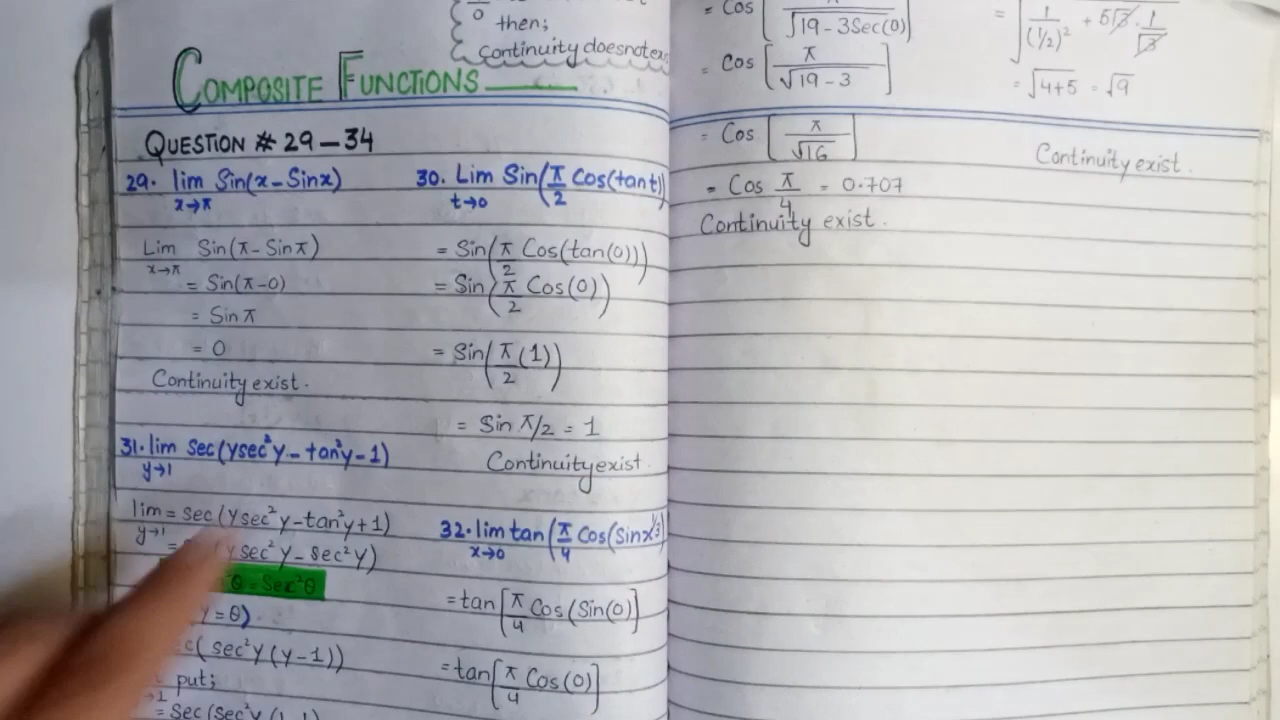 0
then;
Continuity doesnot ex
COMPOSITE FUNCTIONS
QUESTION # 29 – 34
29. lim Sin(x – Sinx)
x→π
Lim Sin(π – Sinπ)
x→π
= Sin(π – 0)
= Sin π
= 0
Continuity exist.
30. Lim Sin(π/2 Cos(tant))
t→0
= Sin(π/2 Cos(tan(0)))
= Sin(π/2 Cos(0))
= Sin(π/2 (1))
= Sin π/2 = 1
Continuity exist.
31. lim sec(ysec²y – tan²y – 1)
y→1
lim = sec(ysec²y – tan²y + 1)
y→1
= ysec²y – sec²y)
θ = Sec²θ
y = θ)
c(sec²y(y – 1))
put;
→1
= Sec(Sec²y(1 – 1)
32. lim tan(π/4 Cos(Sinx^1/3)
x→0
= tan[π/4 Cos(Sin(0)]
= tan[π/4 Cos(0)]
= Cos[π/√19 – 3Sec(0)]
= Cos[π/√19 – 3]
= Cos[π/√16]
= Cos π/4 = 0.707
Continuity exist.
= √1/(1/2)² + 5√3 · 1/√3
= √4+5 = √9
Continuity exist.